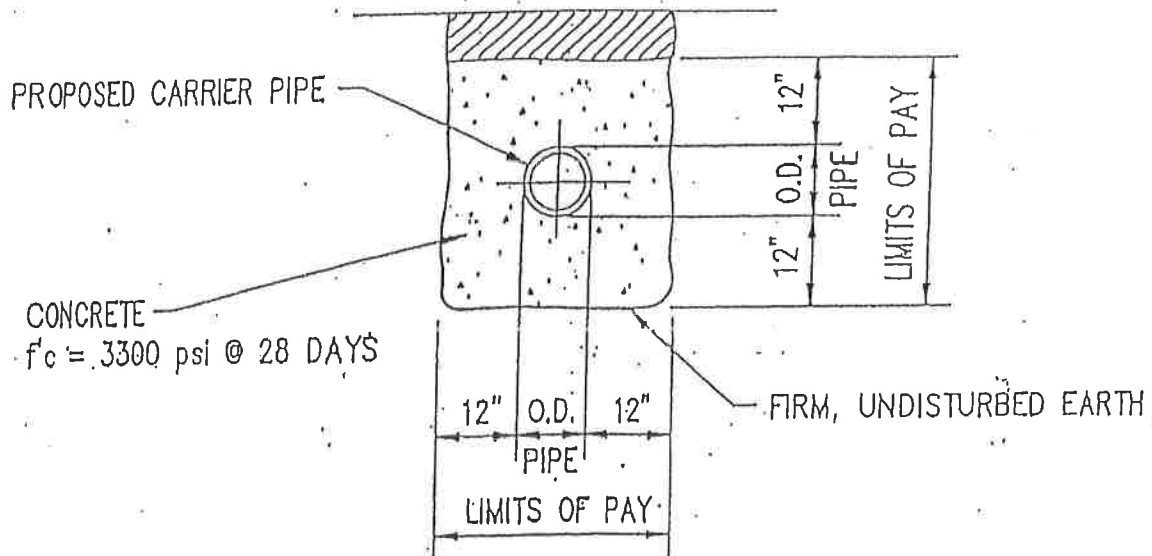 PROPOSED CARRIER PIPE
CONCRETE
f'c = 3300 psi @ 28 DAYS
12"
O.D.
PIPE
12"
LIMITS OF PAY
FIRM, UNDISTURBED EARTH
12" O.D. 12"
PIPE
LIMITS OF PAY